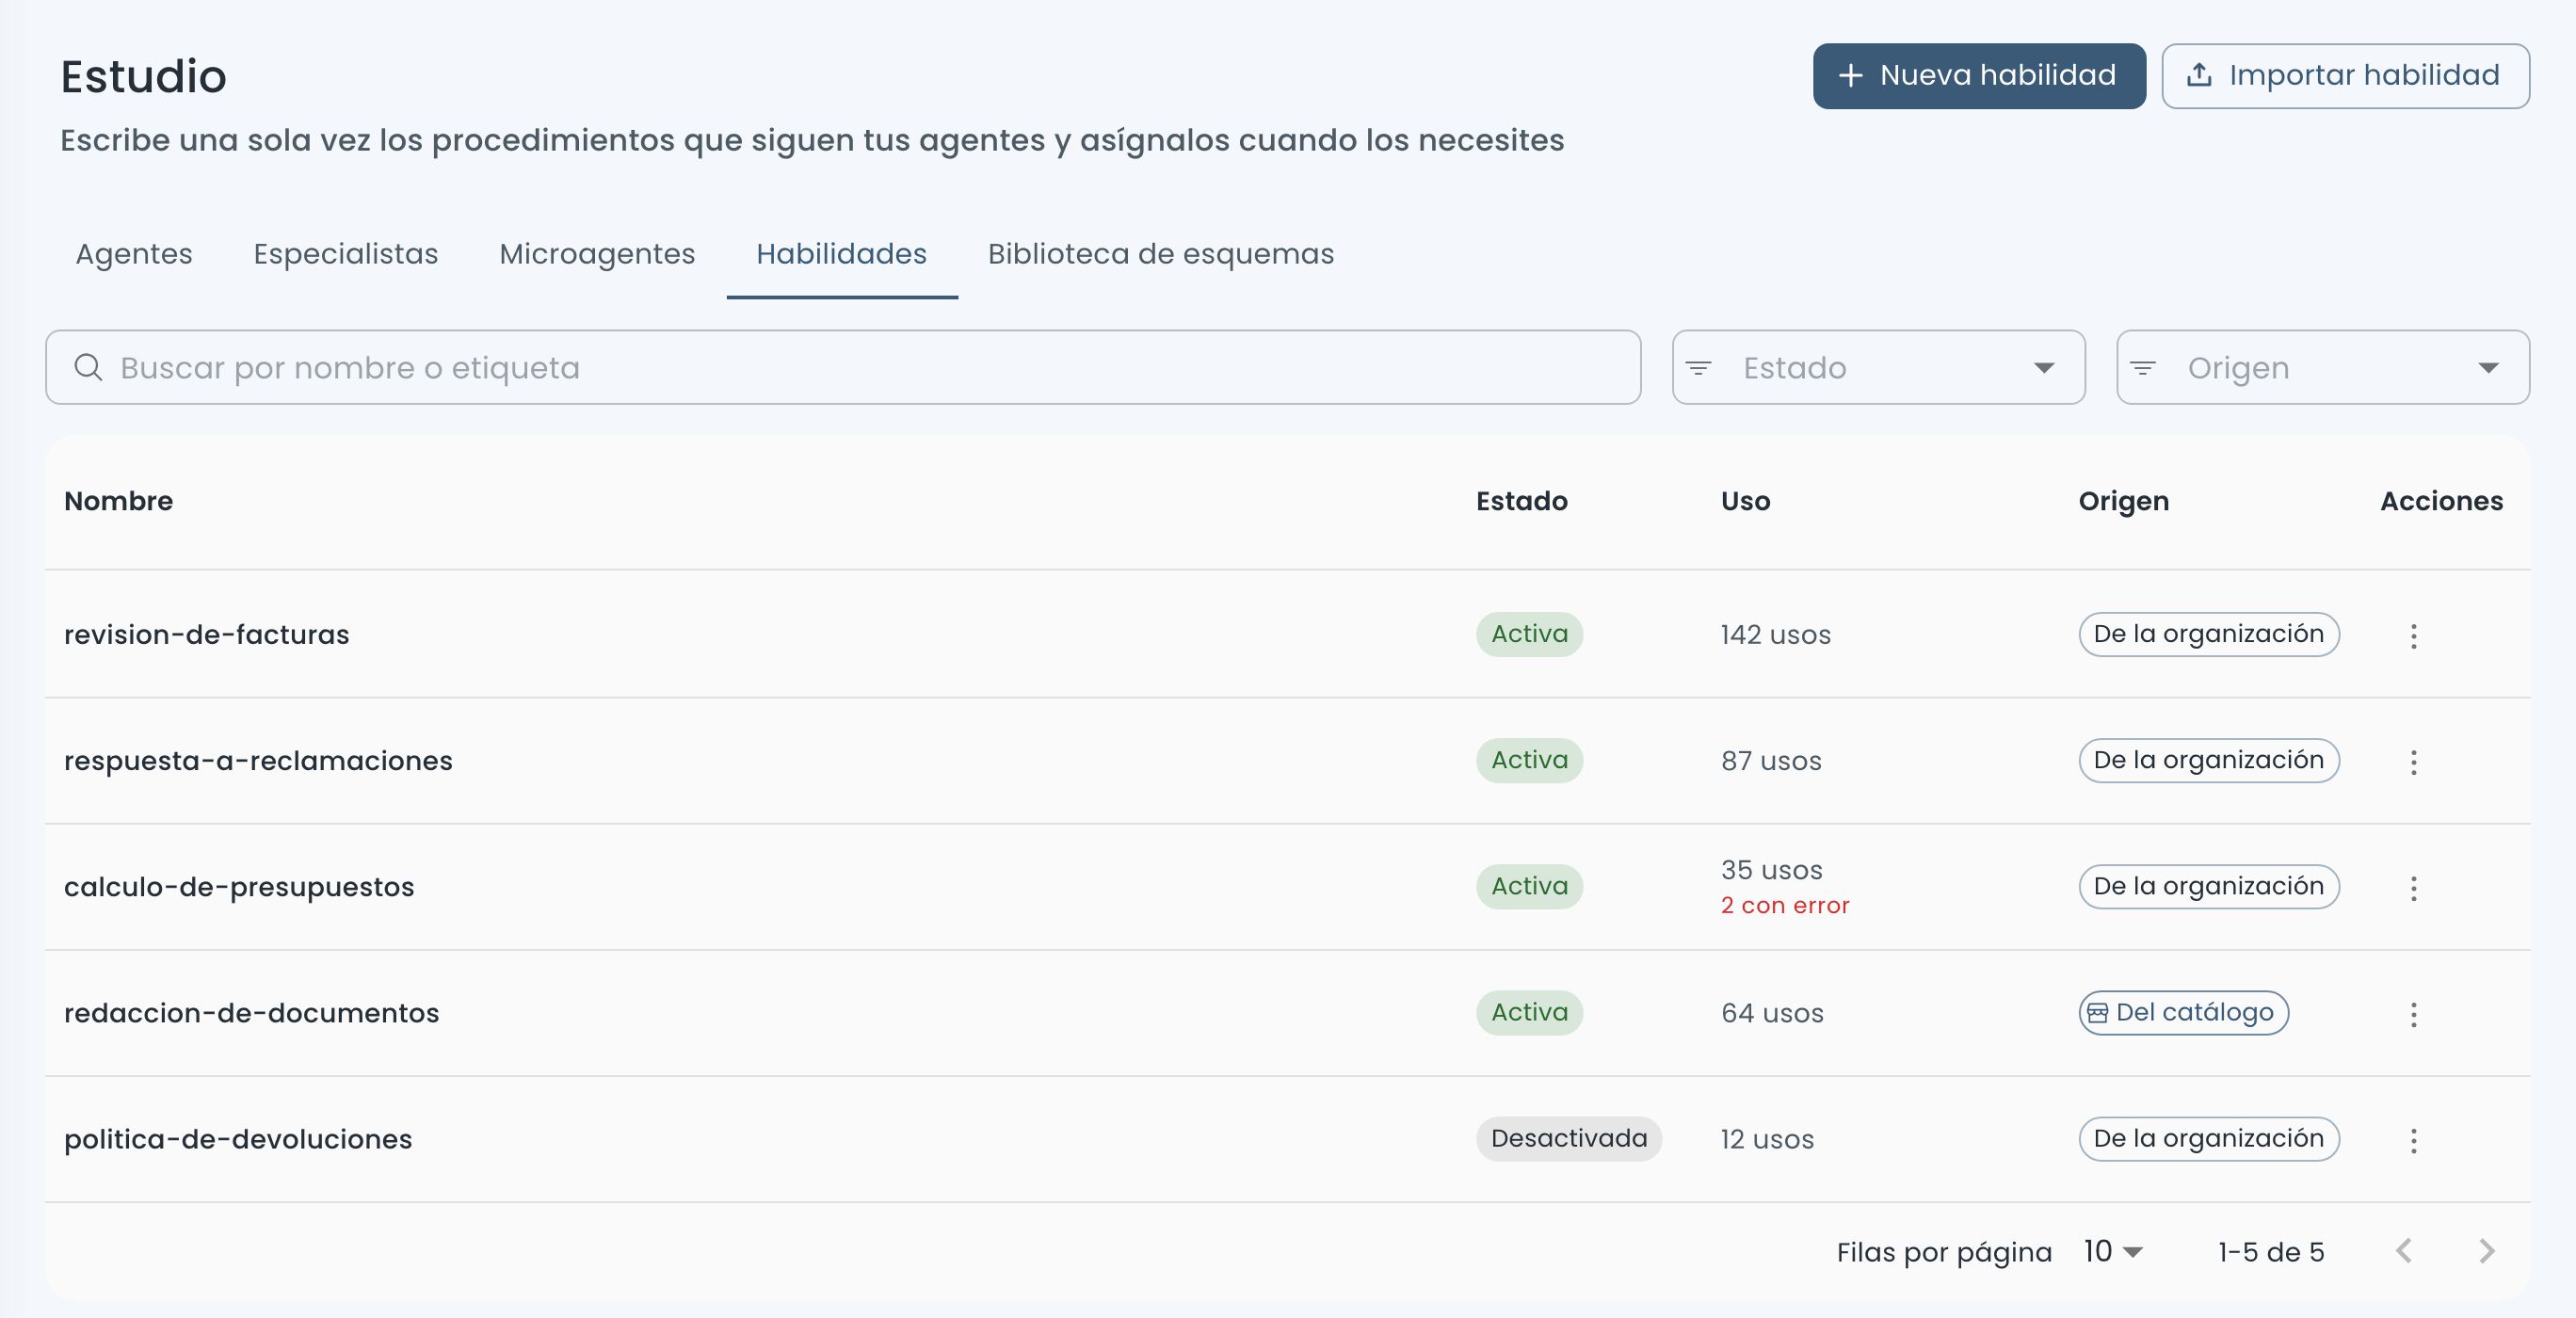 Estudio
+ Nueva habilidad
Importar habilidad
Escribe una sola vez los procedimientos que siguen tus agentes y asígnalos cuando los necesites
Agentes Especialistas Microagentes Habilidades Biblioteca de esquemas
Buscar por nombre o etiqueta
Estado
Origen
Nombre Estado Uso Origen Acciones
revision-de-facturas Activa 142 usos De la organización
respuesta-a-reclamaciones Activa 87 usos De la organización
calculo-de-presupuestos Activa 35 usos De la organización
2 con error
redaccion-de-documentos Activa 64 usos Del catálogo
politica-de-devoluciones Desactivada 12 usos De la organización
Filas por página 10 1-5 de 5